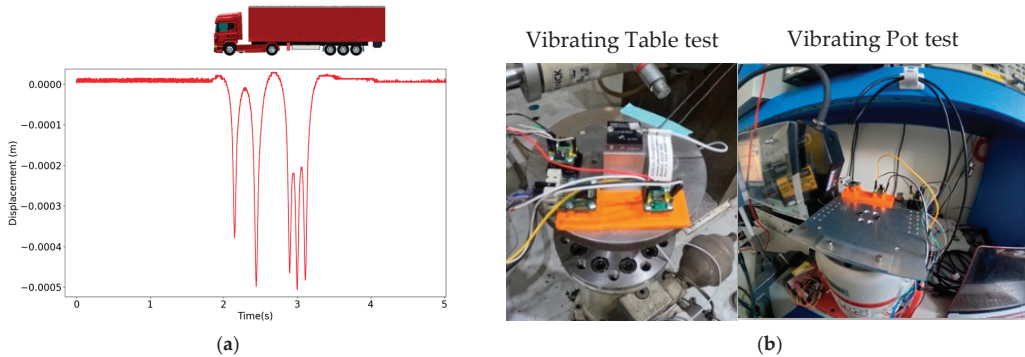 Vibrating Table test
Vibrating Pot test
0.0000
−0.0001
−0.0002
−0.0003
−0.0004
−0.0005
Displacement (m)
0 1 2 3 4 5
Time(s)
(a)
(b)